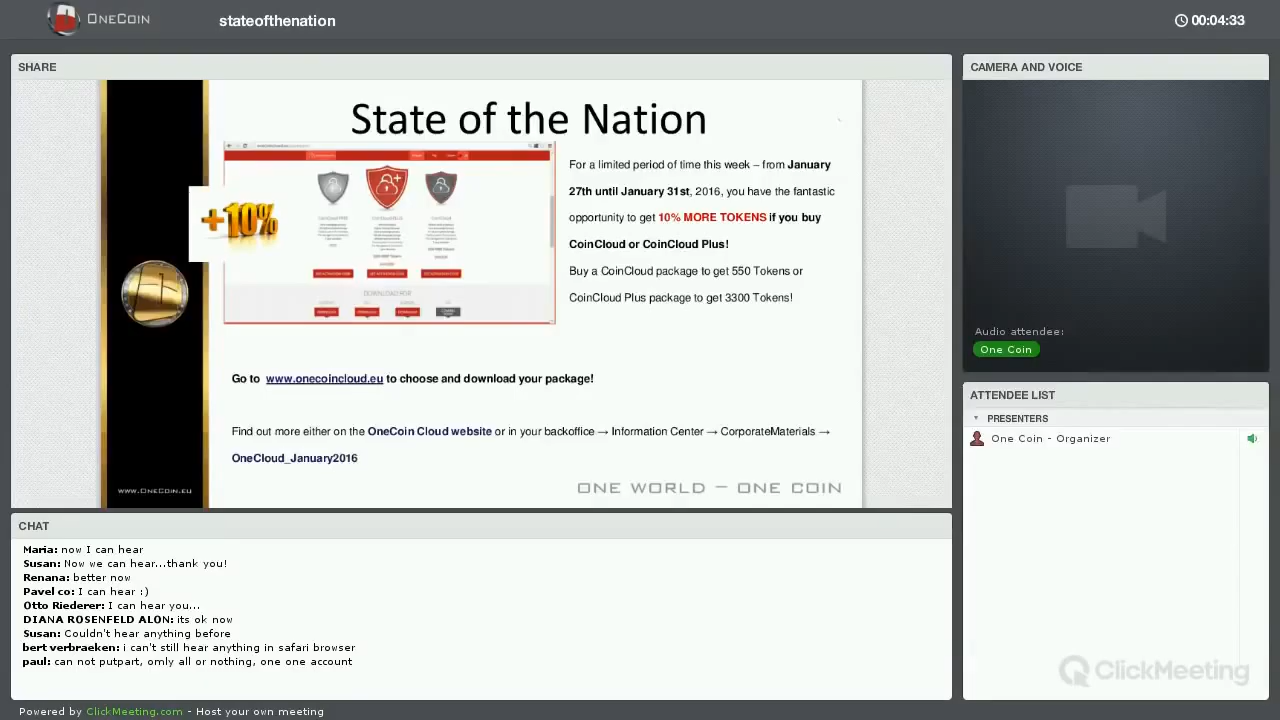 OneCoin
stateofthenation
00:04:33
SHARE
State of the Nation
+10%
For a limited period of time this week – from January
27th until January 31st, 2016, you have the fantastic
opportunity to get 10% MORE TOKENS if you buy
CoinCloud or CoinCloud Plus!
Buy a CoinCloud package to get 550 Tokens or
CoinCloud Plus package to get 3300 Tokens!
DOWNLOAD FOR
Go to www.onecoincloud.eu to choose and download your package!
Find out more either on the OneCoin Cloud website or in your backoffice → Information Center → CorporateMaterials →
OneCloud_January2016
www.OneCoin.eu
ONE WORLD – ONE COIN
CAMERA AND VOICE
Audio attendee:
One Coin
ATTENDEE LIST
PRESENTERS
One Coin - Organizer
CHAT
Maria: now I can hear
Susan: Now we can hear...thank you!
Renana: better now
Pavel co: I can hear :)
Otto Riederer: I can hear you...
DIANA ROSENFELD ALON: its ok now
Susan: Couldn't hear anything before
bert verbraeken: i can't still hear anything in safari browser
paul: can not putpart, omly all or nothing, one one account
ClickMeeting
Powered by ClickMeeting.com - Host your own meeting